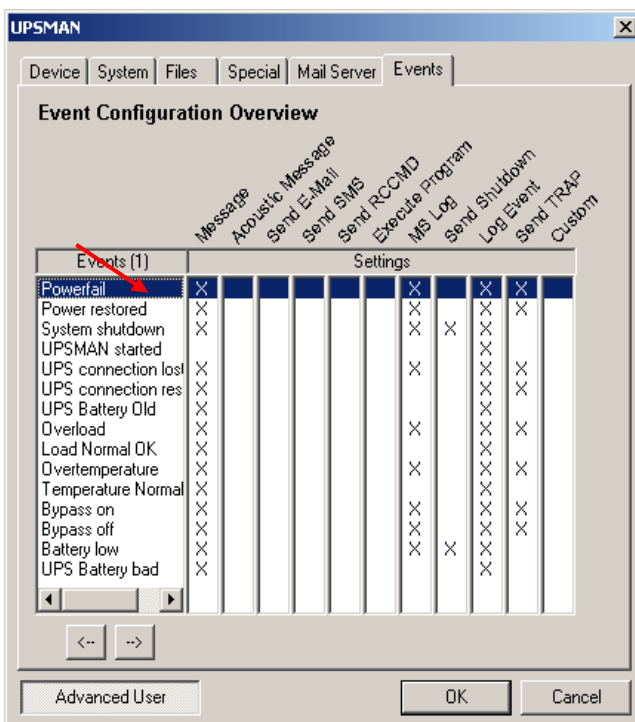 UPSMAN
Device System Files Special Mail Server Events
Event Configuration Overview
Message Acoustic Message Send E-Mail Send SMS Send RCCMD Execute Program MS Log Send Shutdown Log Event Send TRAP Custom
Events (1) Settings
Powerfail X X X X
Power restored X X X X
System shutdown X X X X
UPSMAN started X
UPS connection lost X X X X
UPS connection res X X X
UPS Battery Old X X
Overload X X X X
Load Normal OK X X
Overtemperature X X X X
Temperature Normal X X
Bypass on X X X X
Bypass off X X X X
Battery low X X X X
UPS Battery bad X X
<-- -->
Advanced User OK Cancel